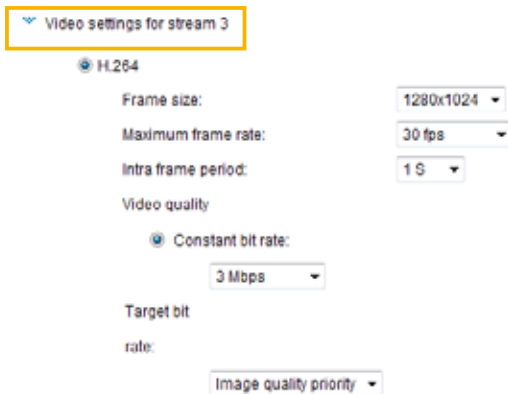 Video settings for stream 3
H.264
Frame size: 1280x1024
Maximum frame rate: 30 fps
Intra frame period: 1 S
Video quality
Constant bit rate:
3 Mbps
Target bit
rate:
Image quality priority